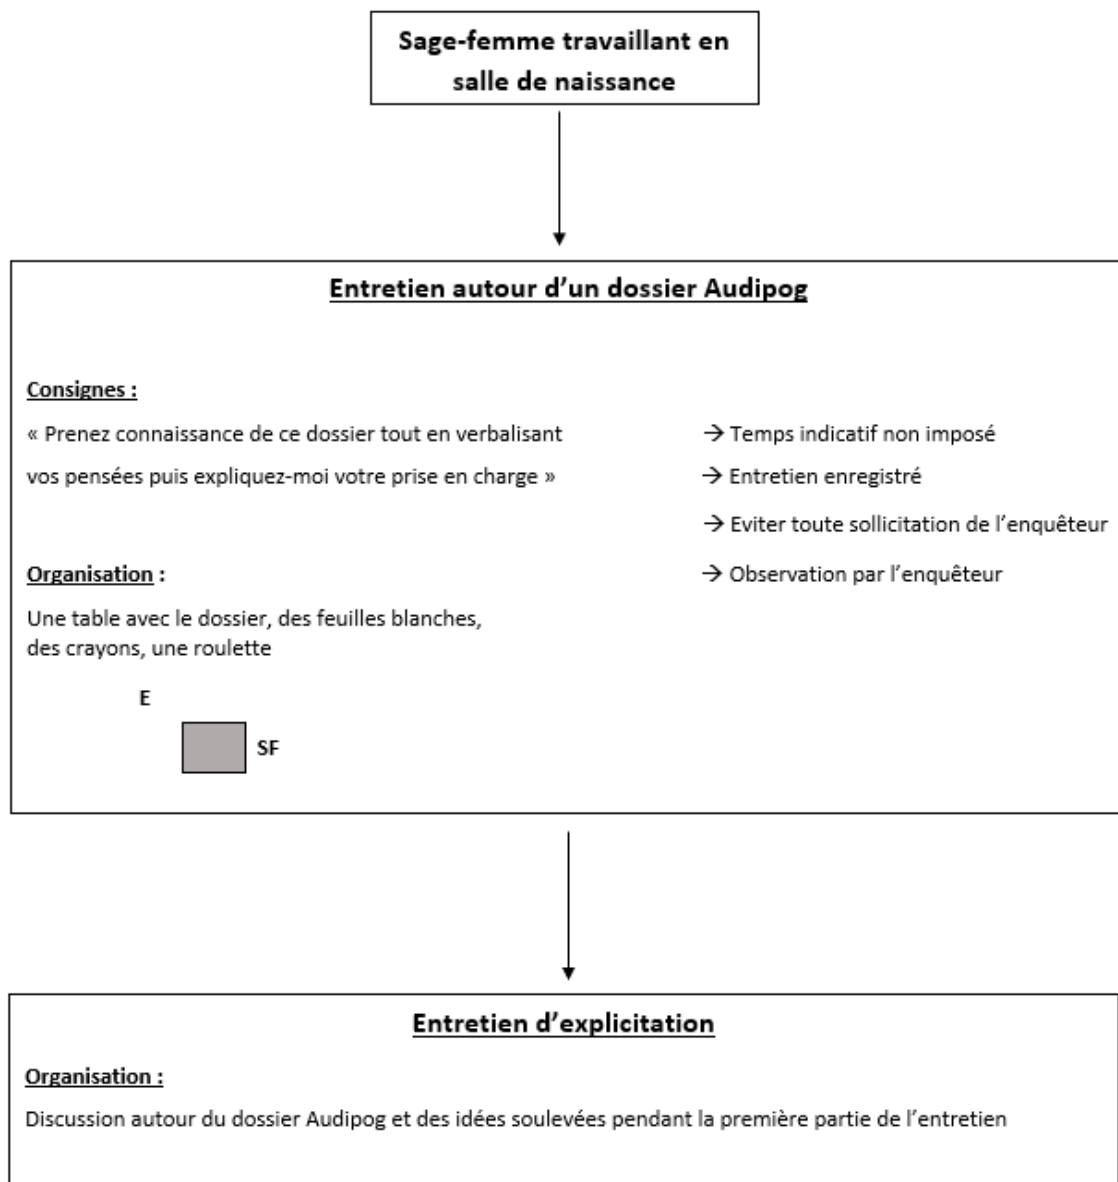 Sage-femme travaillant en
salle de naissance
Entretien autour d'un dossier Audipog
Consignes :
« Prenez connaissance de ce dossier tout en verbalisant
vos pensées puis expliquez-moi votre prise en charge »
→ Temps indicatif non imposé
→ Entretien enregistré
→ Eviter toute sollicitation de l'enquêteur
→ Observation par l'enquêteur
Organisation :
Une table avec le dossier, des feuilles blanches,
des crayons, une roulette
E
SF
Entretien d'explicitation
Organisation :
Discussion autour du dossier Audipog et des idées soulevées pendant la première partie de l'entretien